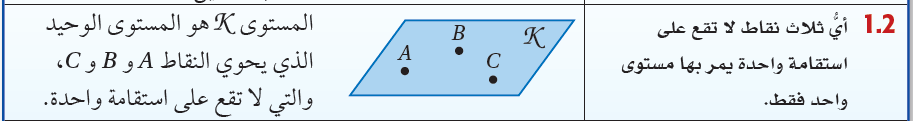 1.2 أيُّ ثلاث نقاط لا تقع على
استقامة واحدة يمر بها مستوى
واحد فقط.
K
B
A
C
المستوى K هو المستوى الوحيد
الذي يحوي النقاط A و B و C،
والتي لا تقع على استقامة واحدة.